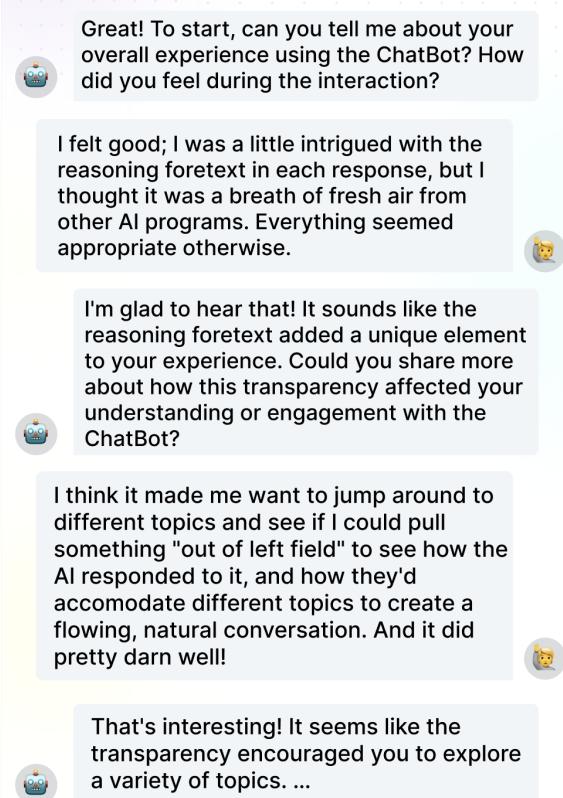 Great! To start, can you tell me about your
overall experience using the ChatBot? How
did you feel during the interaction?
I felt good; I was a little intrigued with the
reasoning foretext in each response, but I
thought it was a breath of fresh air from
other AI programs. Everything seemed
appropriate otherwise.
I'm glad to hear that! It sounds like the
reasoning foretext added a unique element
to your experience. Could you share more
about how this transparency affected your
understanding or engagement with the
ChatBot?
I think it made me want to jump around to
different topics and see if I could pull
something "out of left field" to see how the
AI responded to it, and how they'd
accomodate different topics to create a
flowing, natural conversation. And it did
pretty darn well!
That's interesting! It seems like the
transparency encouraged you to explore
a variety of topics. ...